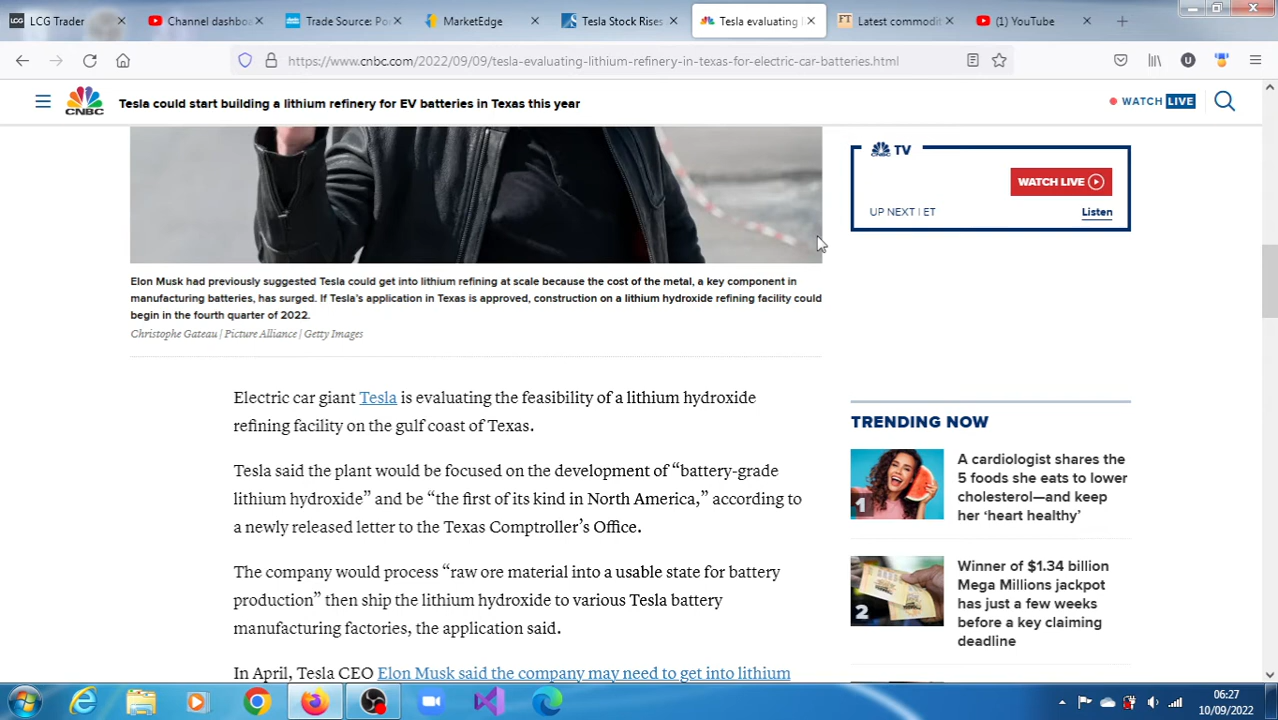 LCG Trader
Channel dashboa
Trade Source: Po
MarketEdge
Tesla Stock Rises
Tesla evaluating
Latest commodit
(1) YouTube
https://www.cnbc.com/2022/09/09/tesla-evaluating-lithium-refinery-in-texas-for-electric-car-batteries.html
CNBC
Tesla could start building a lithium refinery for EV batteries in Texas this year
WATCH LIVE
TV
WATCH LIVE
UP NEXT | ET
Listen
Elon Musk had previously suggested Tesla could get into lithium refining at scale because the cost of the metal, a key component in
manufacturing batteries, has surged. If Tesla's application in Texas is approved, construction on a lithium hydroxide refining facility could
begin in the fourth quarter of 2022.
Christophe Gateau | Picture Alliance | Getty Images
Electric car giant Tesla is evaluating the feasibility of a lithium hydroxide
refining facility on the gulf coast of Texas.
Tesla said the plant would be focused on the development of “battery-grade
lithium hydroxide” and be “the first of its kind in North America,” according to
a newly released letter to the Texas Comptroller’s Office.
The company would process “raw ore material into a usable state for battery
production” then ship the lithium hydroxide to various Tesla battery
manufacturing factories, the application said.
In April, Tesla CEO Elon Musk said the company may need to get into lithium
TRENDING NOW
1
A cardiologist shares the
5 foods she eats to lower
cholesterol—and keep
her ‘heart healthy’
2
Winner of $1.34 billion
Mega Millions jackpot
has just a few weeks
before a key claiming
deadline
06:27
10/09/2022